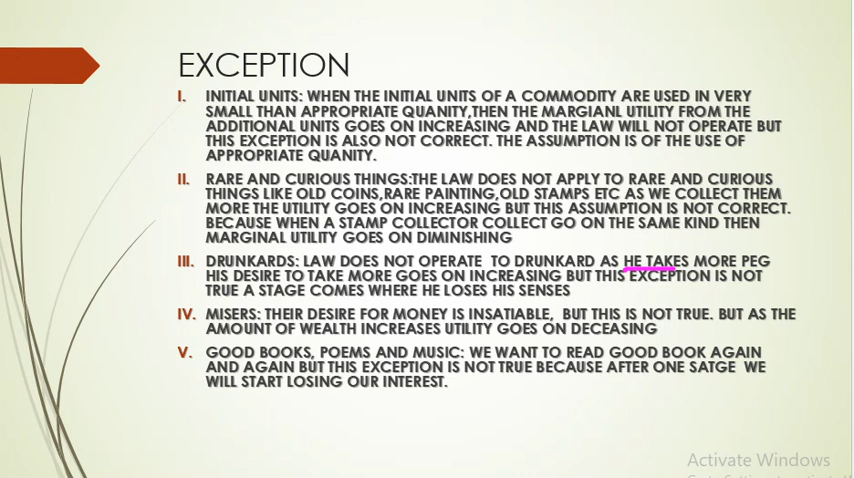 EXCEPTION
I. INITIAL UNITS: WHEN THE INITIAL UNITS OF A COMMODITY ARE USED IN VERY
SMALL THAN APPROPRIATE QUANITY,THEN THE MARGIANL UTILITY FROM THE
ADDITIONAL UNITS GOES ON INCREASING AND THE LAW WILL NOT OPERATE BUT
THIS EXCEPTION IS ALSO NOT CORRECT. THE ASSUMPTION IS OF THE USE OF
APPROPRIATE QUANITY.
II. RARE AND CURIOUS THINGS:THE LAW DOES NOT APPLY TO RARE AND CURIOUS
THINGS LIKE OLD COINS,RARE PAINTING,OLD STAMPS ETC AS WE COLLECT THEM
MORE THE UTILITY GOES ON INCREASING BUT THIS ASSUMPTION IS NOT CORRECT.
BECAUSE WHEN A STAMP COLLECTOR COLLECT GO ON THE SAME KIND THEN
MARGINAL UTILITY GOES ON DIMINISHING
III. DRUNKARDS: LAW DOES NOT OPERATE TO DRUNKARD AS HE TAKES MORE PEG
HIS DESIRE TO TAKE MORE GOES ON INCREASING BUT THIS EXCEPTION IS NOT
TRUE A STAGE COMES WHERE HE LOSES HIS SENSES
IV. MISERS: THEIR DESIRE FOR MONEY IS INSATIABLE, BUT THIS IS NOT TRUE. BUT AS THE
AMOUNT OF WEALTH INCREASES UTILITY GOES ON DECEASING
V. GOOD BOOKS, POEMS AND MUSIC: WE WANT TO READ GOOD BOOK AGAIN
AND AGAIN BUT THIS EXCEPTION IS NOT TRUE BECAUSE AFTER ONE SATGE WE
WILL START LOSING OUR INTEREST.
Activate Windows